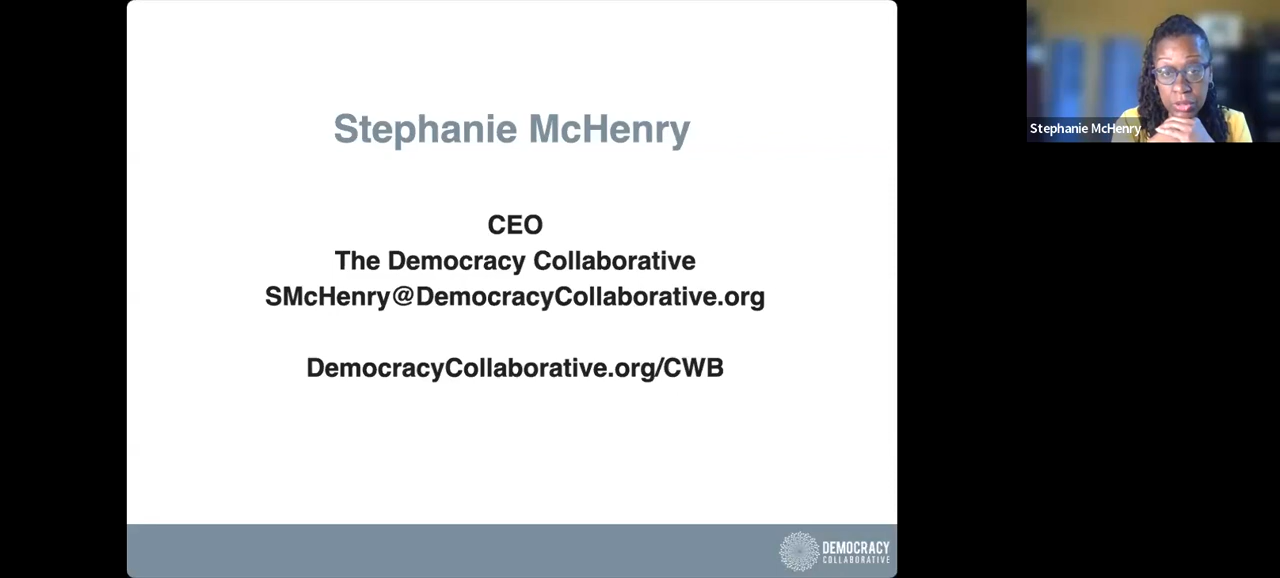 Stephanie McHenry
CEO
The Democracy Collaborative
SMcHenry@DemocracyCollaborative.org
DemocracyCollaborative.org/CWB
DEMOCRACY
COLLABORATIVE
Stephanie McHenry